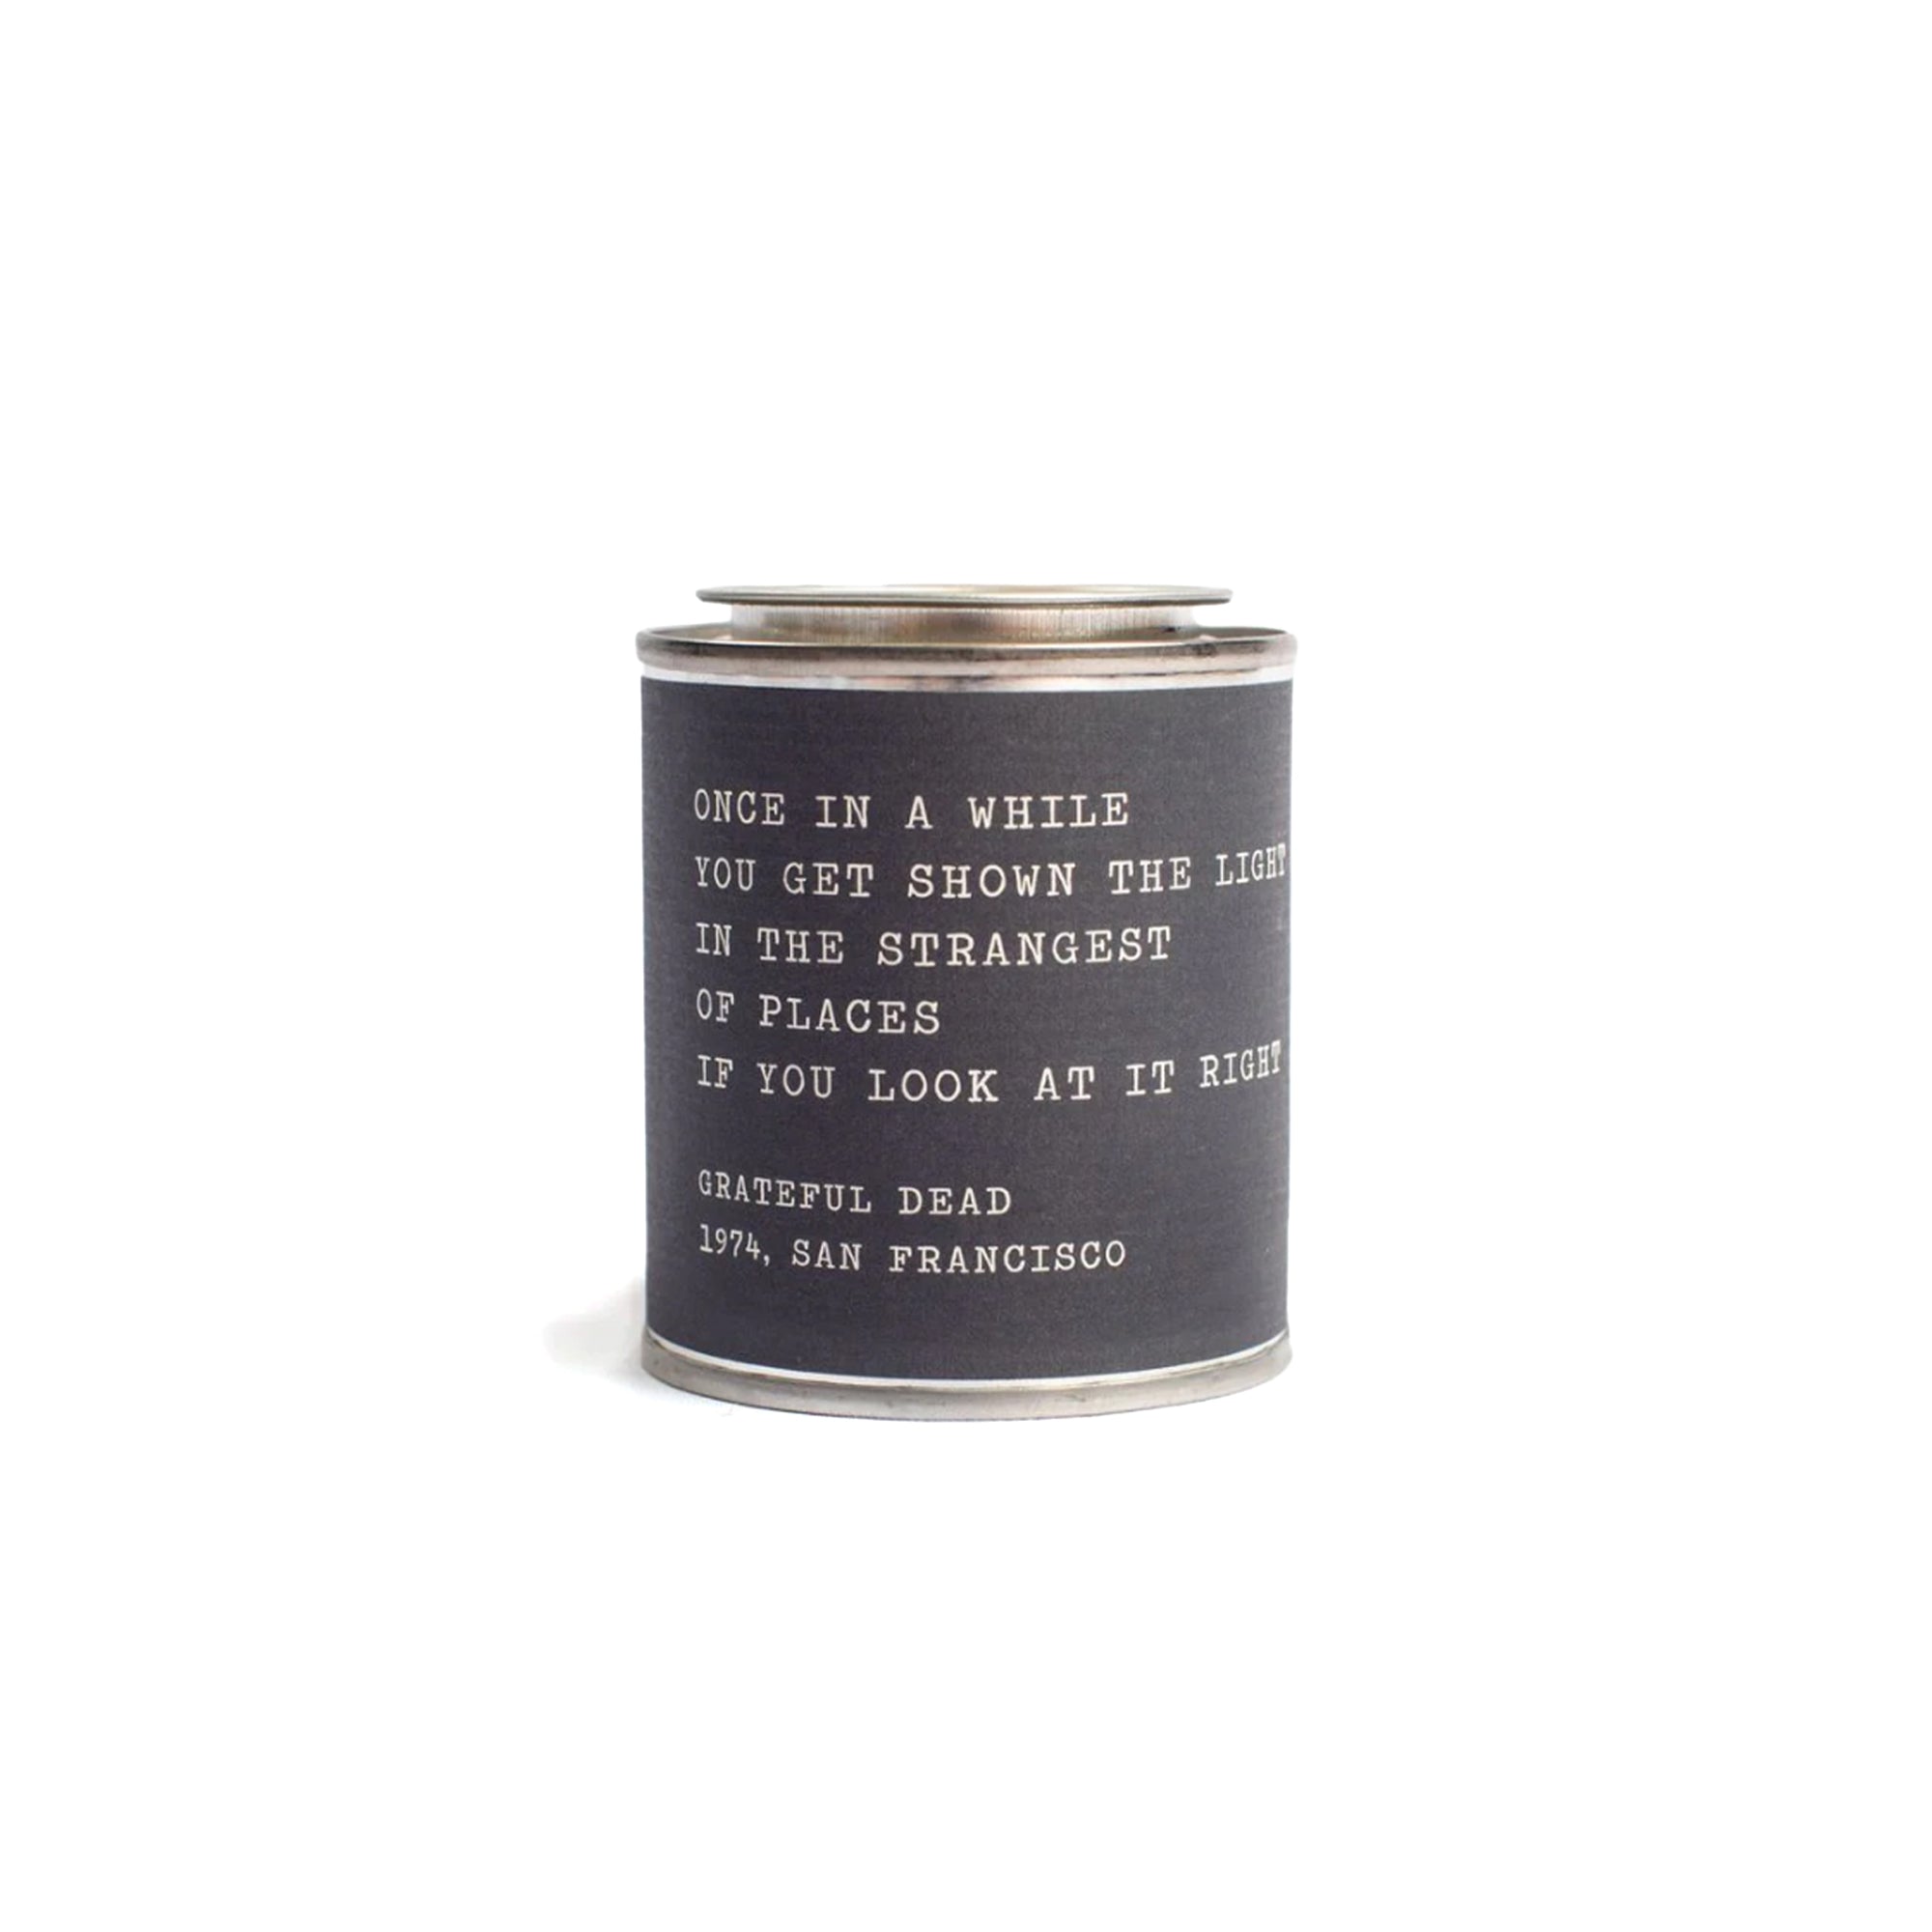 ONCE IN A WHILE
YOU GET SHOWN THE LIGHT
IN THE STRANGEST
OF PLACES
IF YOU LOOK AT IT RIGHT
GRATEFUL DEAD
1974, SAN FRANCISCO